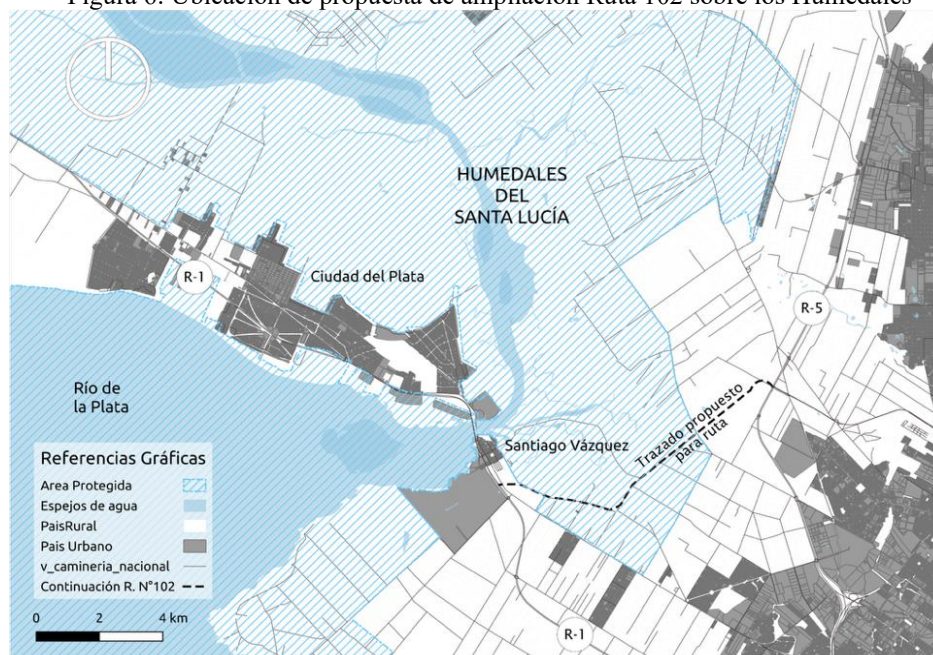 Figura 6. Ubicación de propuesta de ampliación Ruta 102 sobre los Humedales
HUMEDALES
DEL
SANTA LUCÍA
Ciudad del Plata
R-1
R-5
Río de
la Plata
Trazado propuesto
para ruta
Santiago Vázquez
Referencias Gráficas
Area Protegida
Espejos de agua
PaisRural
Pais Urbano
v_camineria_nacional
Continuación R. N°102
0 2 4 km
R-1